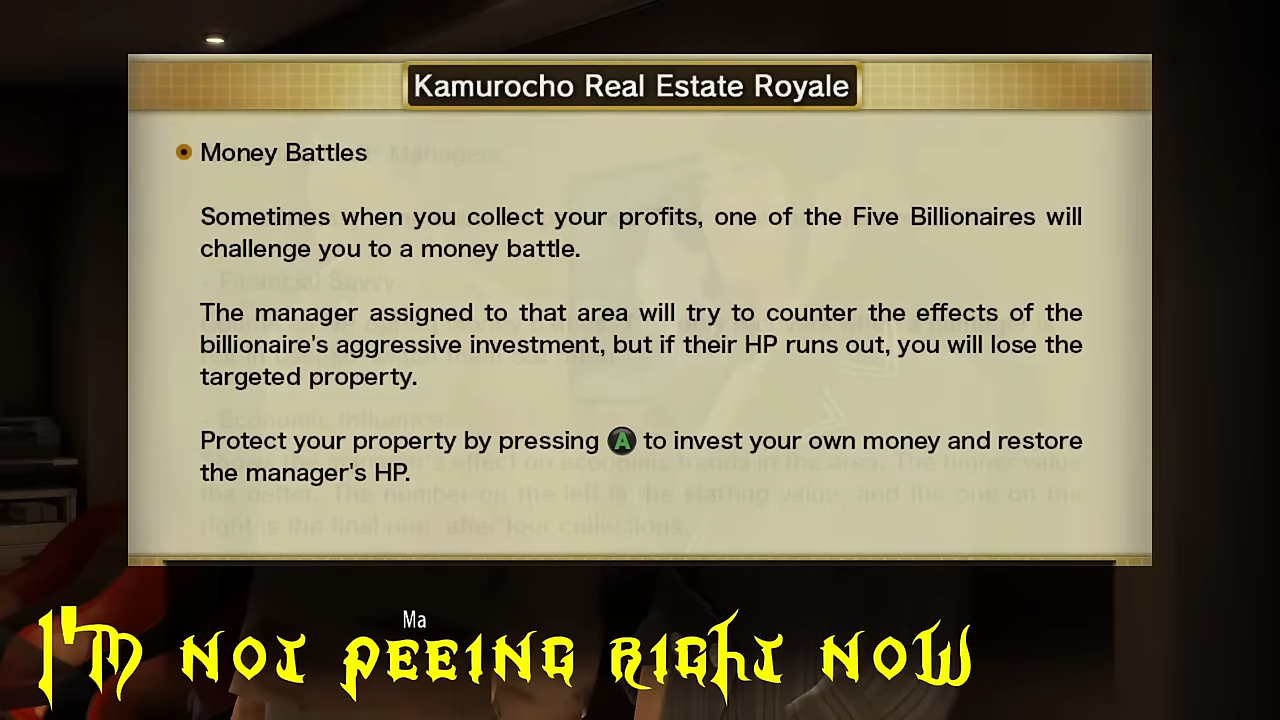 Kamurocho Real Estate Royale
Money Battles
Sometimes when you collect your profits, one of the Five Billionaires will
challenge you to a money battle.
The manager assigned to that area will try to counter the effects of the
billionaire's aggressive investment, but if their HP runs out, you will lose the
targeted property.
Protect your property by pressing A to invest your own money and restore
the manager's HP.
Ma
I'm not peeing right now